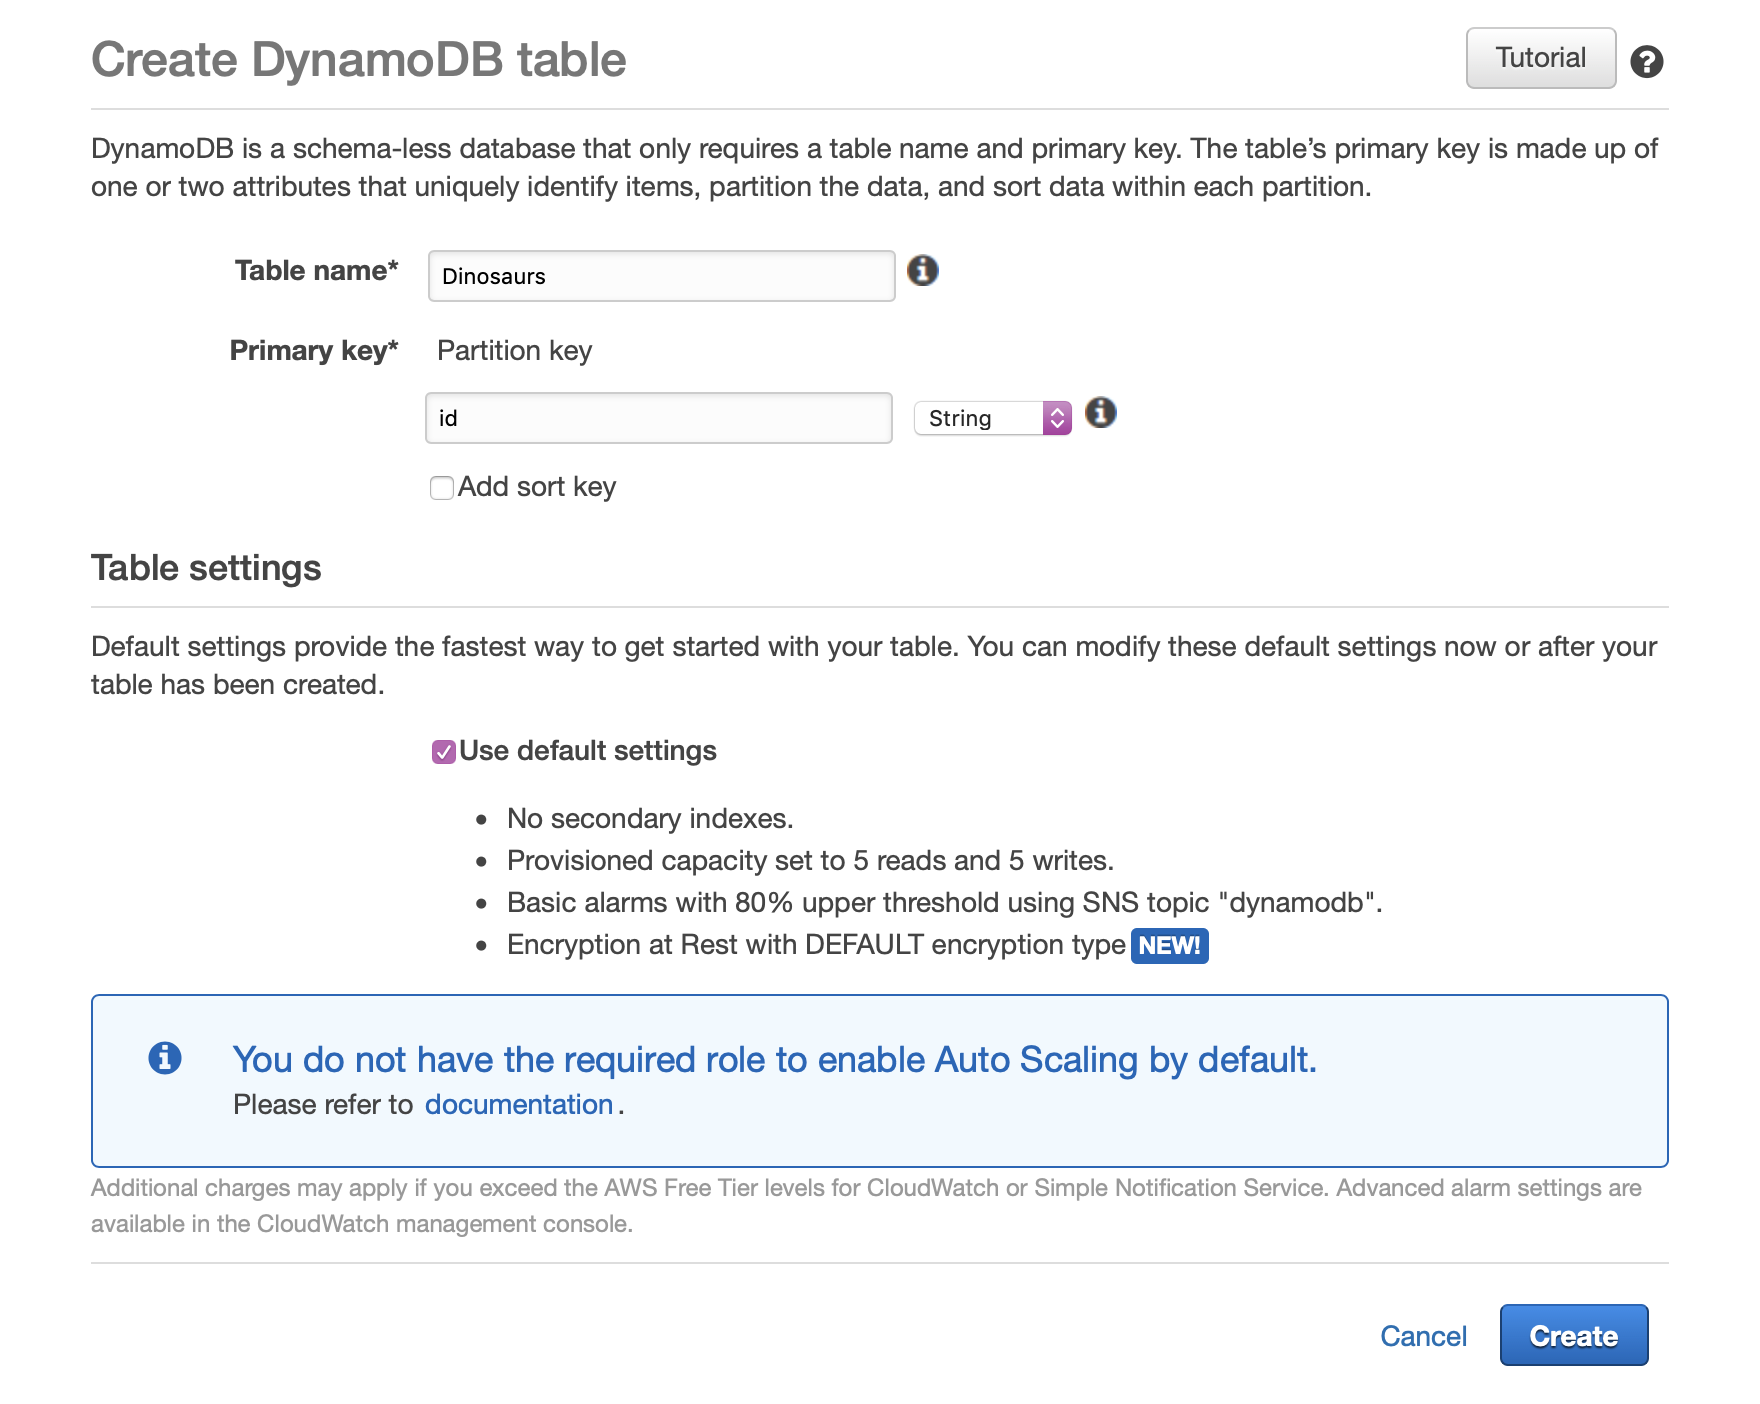 Create DynamoDB table
Tutorial
DynamoDB is a schema-less database that only requires a table name and primary key. The table’s primary key is made up of
one or two attributes that uniquely identify items, partition the data, and sort data within each partition.
Table name*
Dinosaurs
Primary key*
Partition key
id
String
Add sort key
Table settings
Default settings provide the fastest way to get started with your table. You can modify these default settings now or after your
table has been created.
Use default settings
• No secondary indexes.
• Provisioned capacity set to 5 reads and 5 writes.
• Basic alarms with 80% upper threshold using SNS topic "dynamodb".
• Encryption at Rest with DEFAULT encryption type NEW!
You do not have the required role to enable Auto Scaling by default.
Please refer to documentation.
Additional charges may apply if you exceed the AWS Free Tier levels for CloudWatch or Simple Notification Service. Advanced alarm settings are
available in the CloudWatch management console.
Cancel
Create